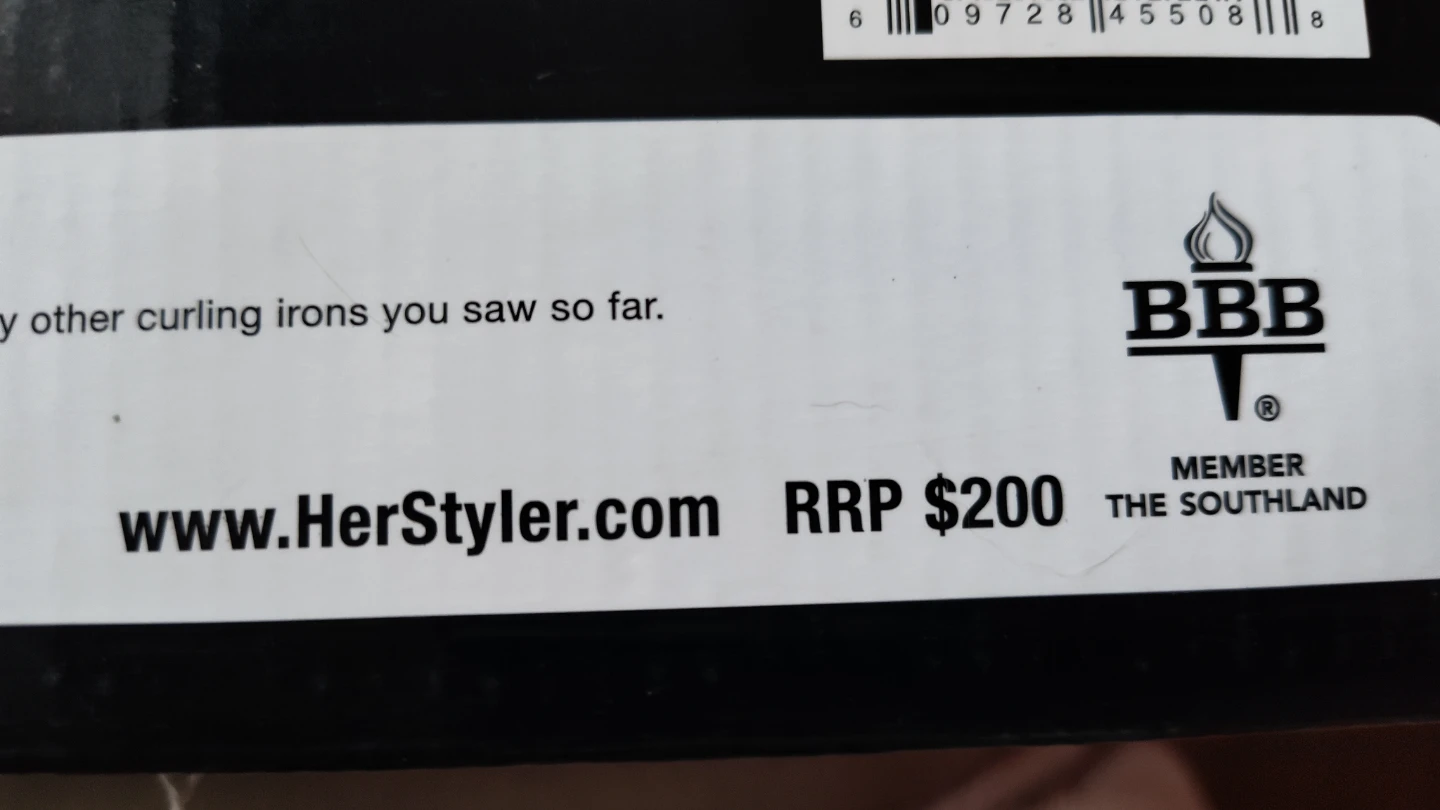 6 09728 45508 8
other curling irons you saw so far.
BBB
®
MEMBER
THE SOUTHLAND
www.HerStyler.com RRP $200